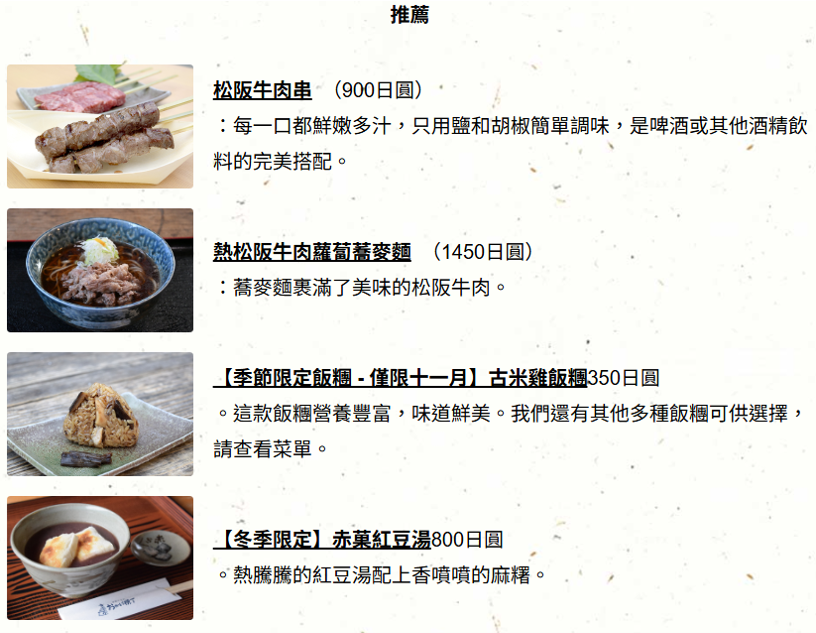 推薦
松阪牛肉串 （900日圓）
：每一口都鮮嫩多汁，只用鹽和胡椒簡單調味，是啤酒或其他酒精飲
料的完美搭配。
熱松阪牛肉蘿蔔蕎麥麵 （1450日圓）
：蕎麥麵裹滿了美味的松阪牛肉。
【季節限定飯糰 - 僅限十一月】古米雞飯糰350日圓
。這款飯糰營養豐富，味道鮮美。我們還有其他多種飯糰可供選擇，
請查看菜單。
【冬季限定】赤菓紅豆湯800日圓
。熱騰騰的紅豆湯配上香噴噴的麻糬。